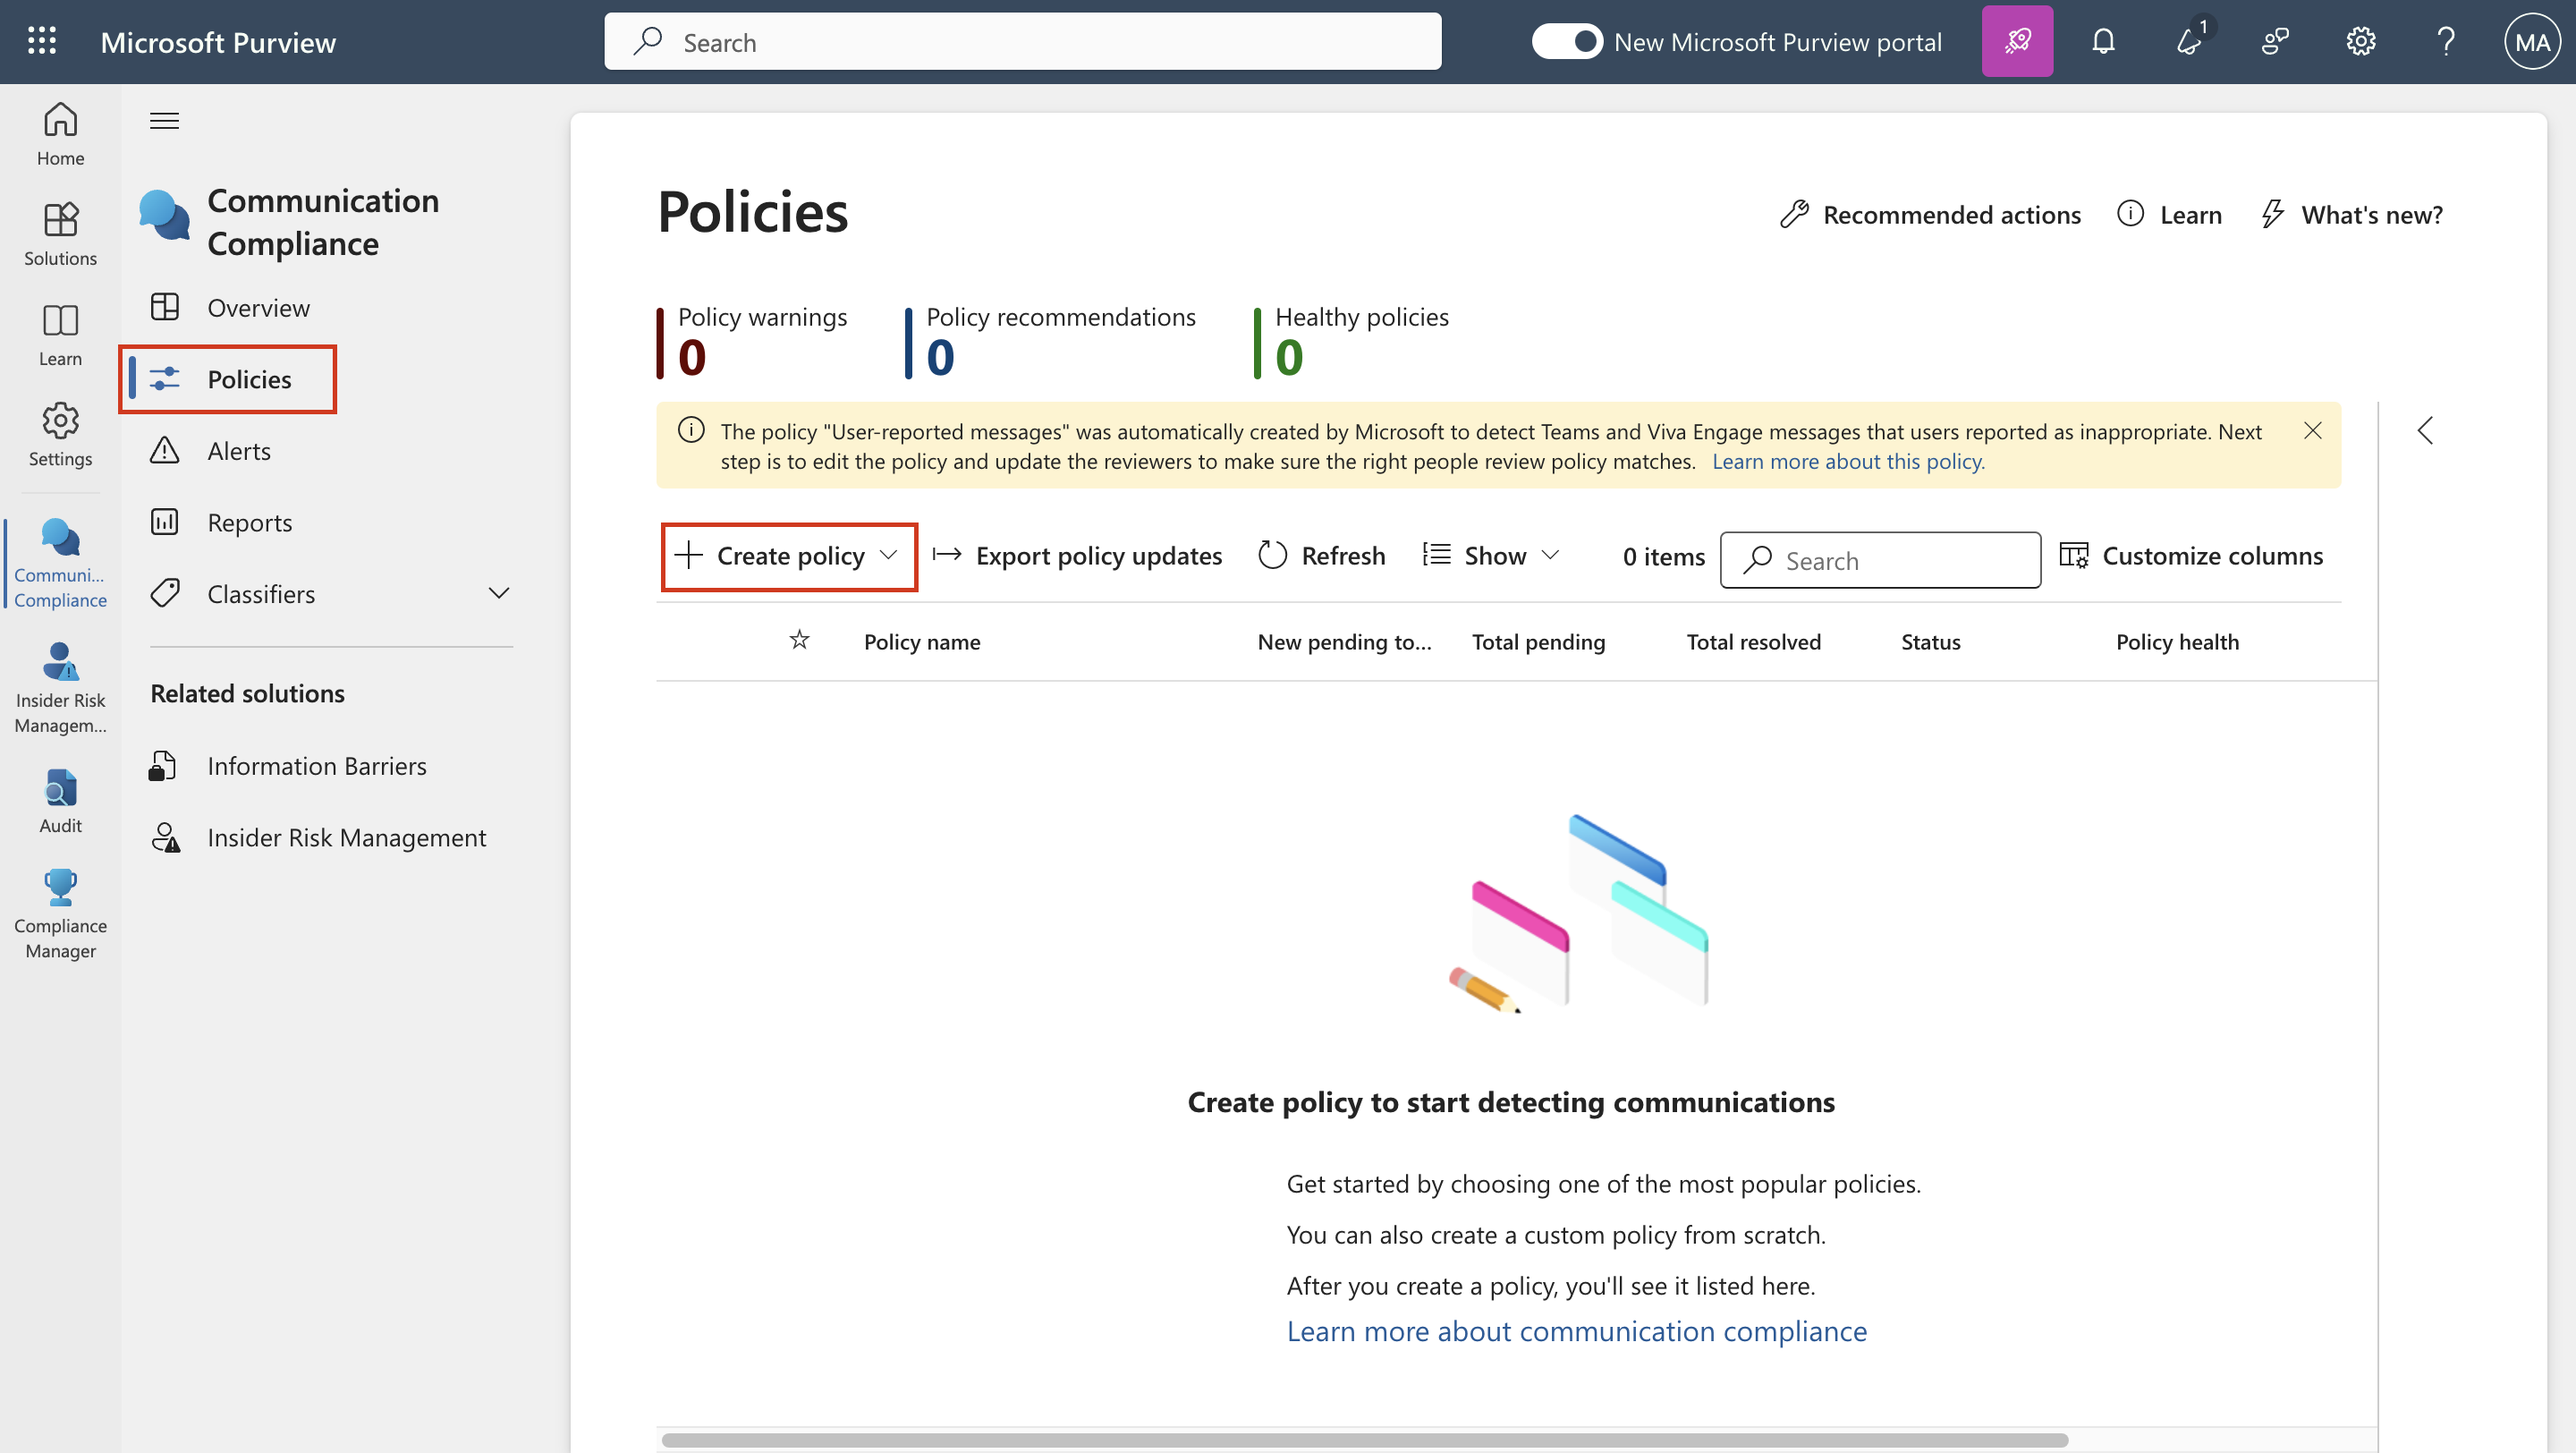 Microsoft Purview
Search
New Microsoft Purview portal
1
MA
Home
Solutions
Learn
Settings
Communi...
Compliance
Insider Risk
Managem...
Audit
Compliance
Manager
Communication
Compliance
Overview
Policies
Alerts
Reports
Classifiers
Related solutions
Information Barriers
Insider Risk Management
Policies
Recommended actions
Learn
What's new?
Policy warnings
0
Policy recommendations
0
Healthy policies
0
The policy "User-reported messages" was automatically created by Microsoft to detect Teams and Viva Engage messages that users reported as inappropriate. Next
step is to edit the policy and update the reviewers to make sure the right people review policy matches. Learn more about this policy.
Create policy
Export policy updates
Refresh
Show
0 items
Search
Customize columns
Policy name
New pending to...
Total pending
Total resolved
Status
Policy health
Create policy to start detecting communications
Get started by choosing one of the most popular policies.
You can also create a custom policy from scratch.
After you create a policy, you'll see it listed here.
Learn more about communication compliance